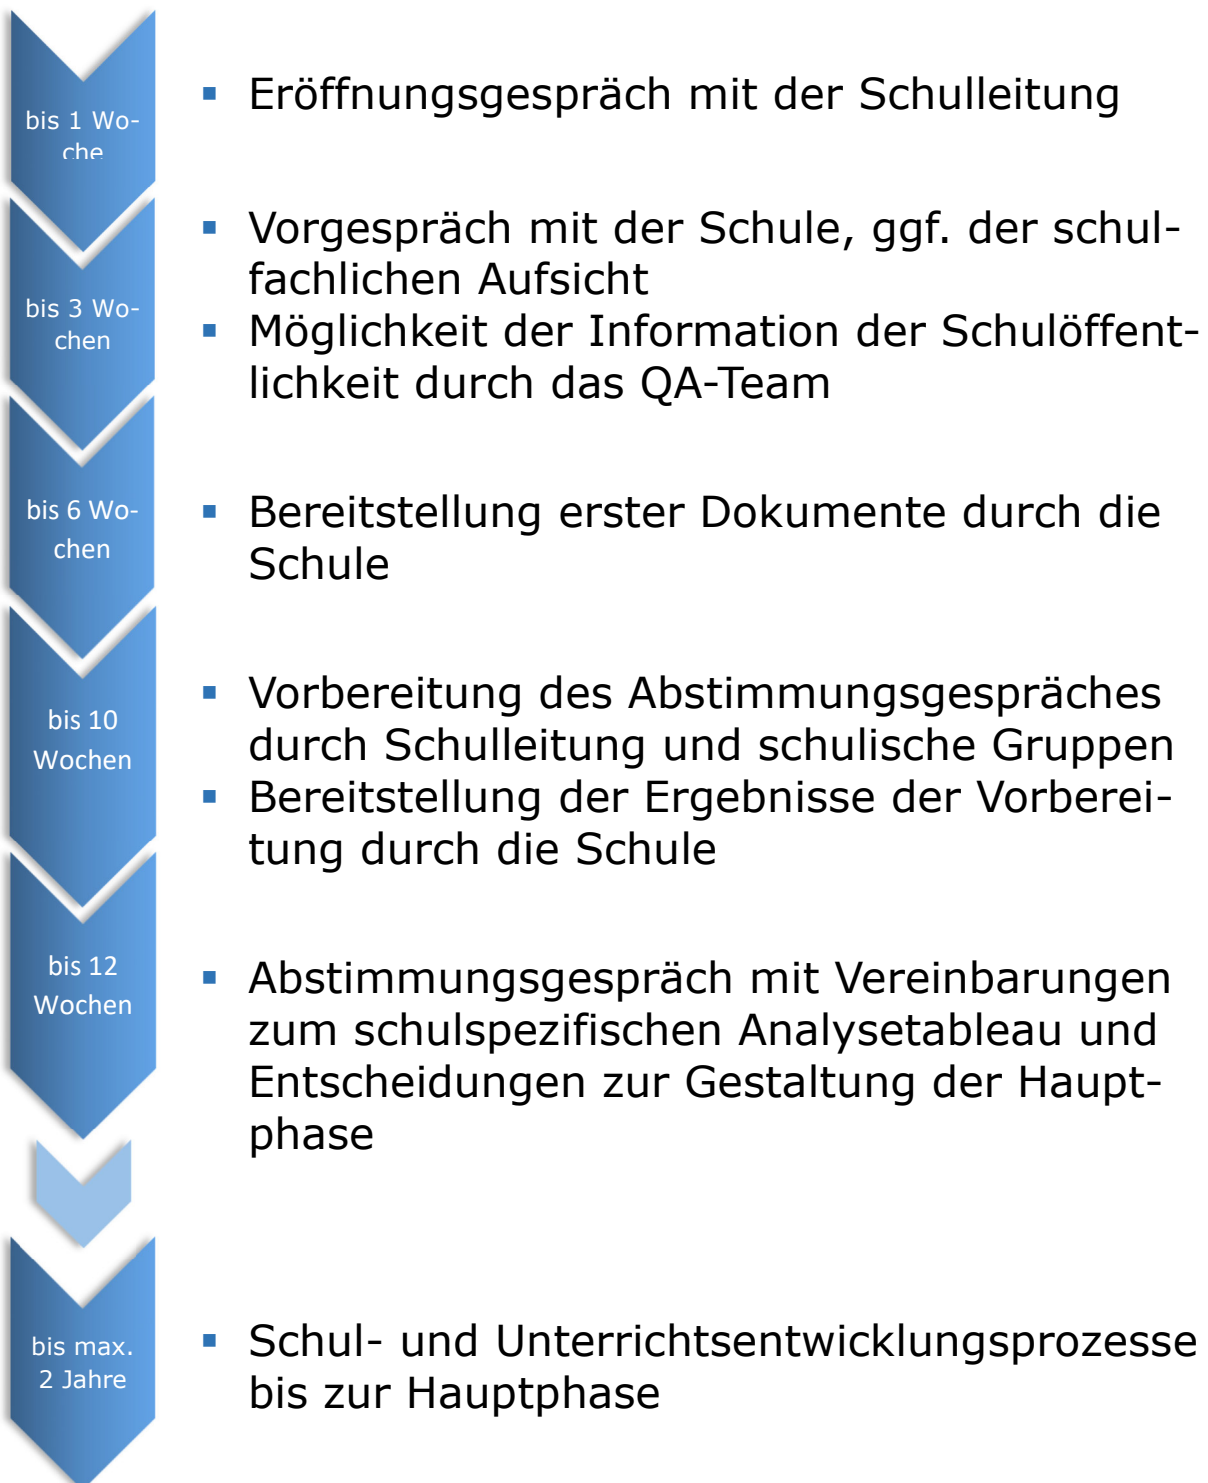 bis 1 Wo-
che
▪ Eröffnungsgespräch mit der Schulleitung
bis 3 Wo-
chen
▪ Vorgespräch mit der Schule, ggf. der schul-
fachlichen Aufsicht
▪ Möglichkeit der Information der Schulöffent-
lichkeit durch das QA-Team
bis 6 Wo-
chen
▪ Bereitstellung erster Dokumente durch die
Schule
bis 10
Wochen
▪ Vorbereitung des Abstimmungsgespräches
durch Schulleitung und schulische Gruppen
▪ Bereitstellung der Ergebnisse der Vorberei-
tung durch die Schule
bis 12
Wochen
▪ Abstimmungsgespräch mit Vereinbarungen
zum schulspezifischen Analysetableau und
Entscheidungen zur Gestaltung der Haupt-
phase
bis max.
2 Jahre
▪ Schul- und Unterrichtsentwicklungsprozesse
bis zur Hauptphase